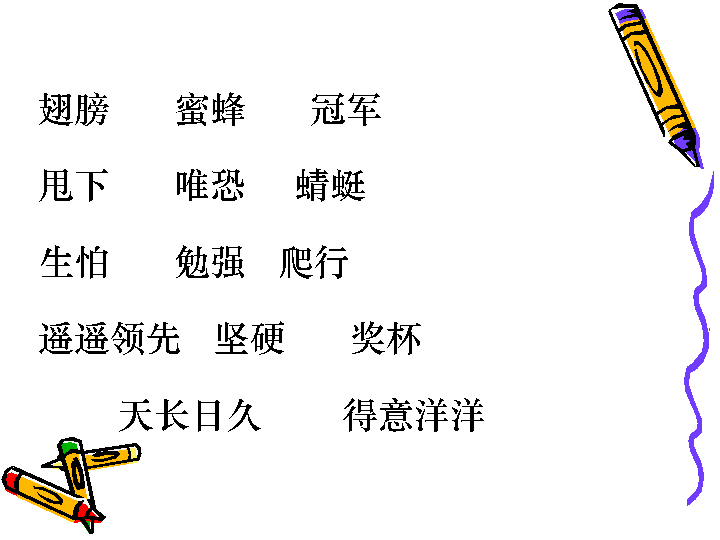 翅膀 蜜蜂 冠军
甩下 唯恐 蜻蜓
生怕 勉强 爬行
遥遥领先 坚硬 奖杯
天长日久 得意洋洋